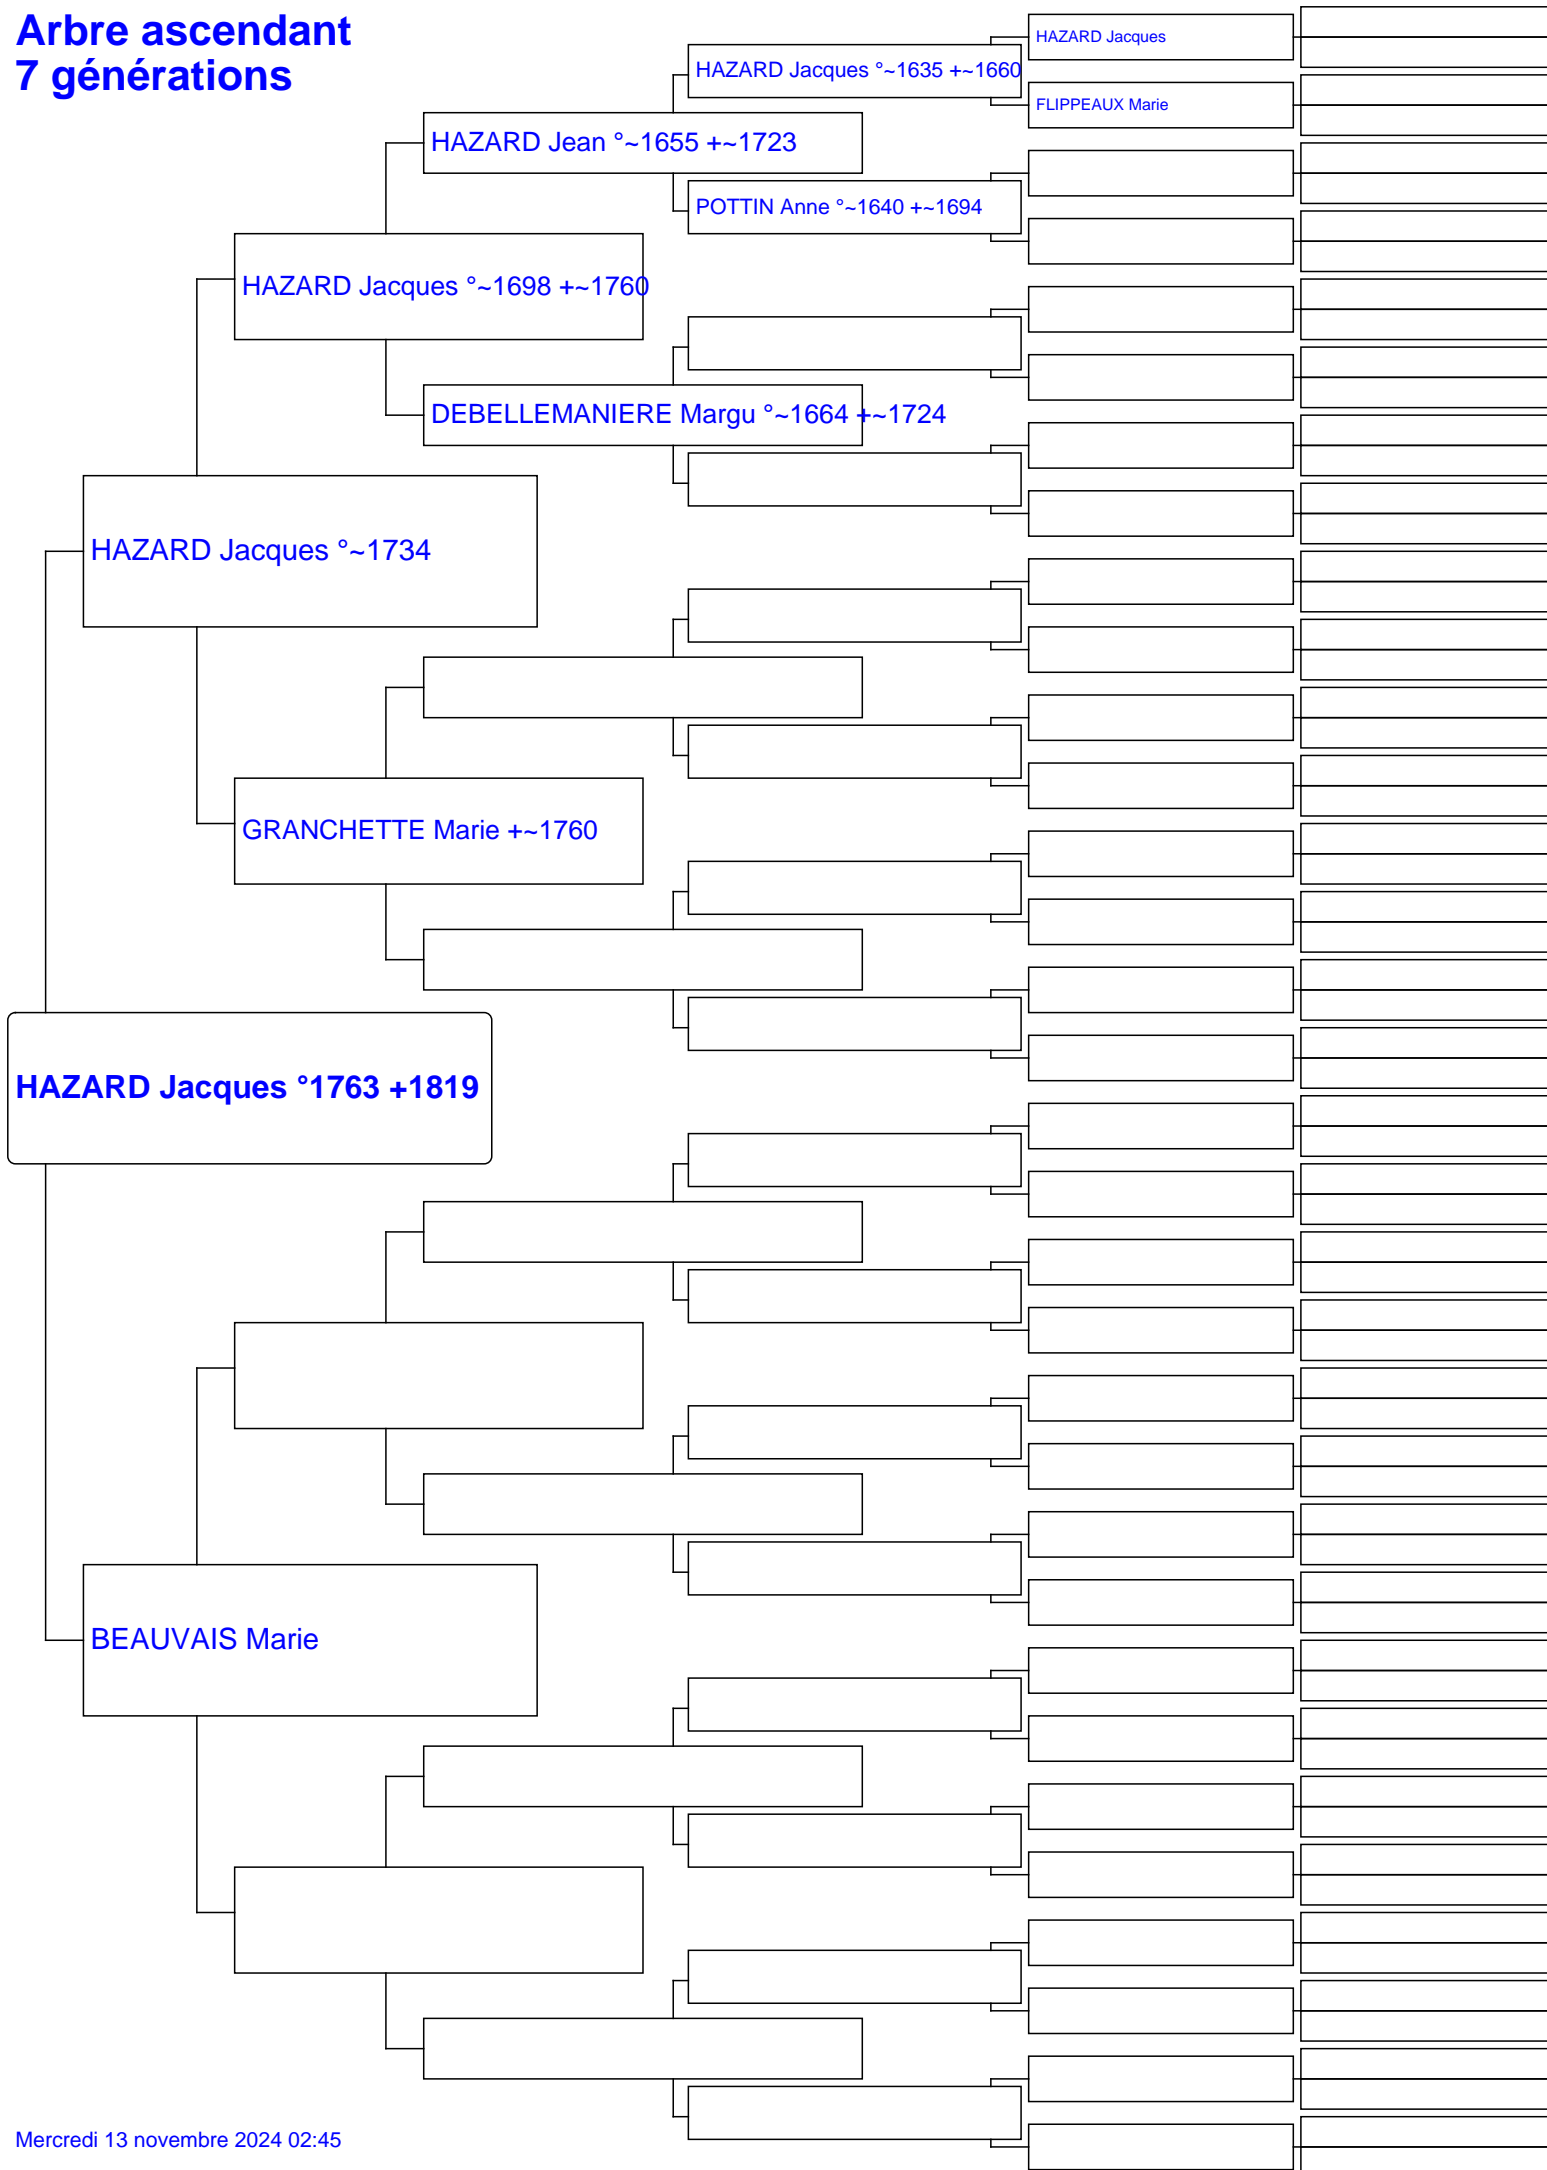 Arbre ascendant
7 générations
HAZARD Jacques
HAZARD Jacques °~1635 +~1660
FLIPPEAUX Marie
HAZARD Jean °~1655 +~1723
POTTIN Anne °~1640 +~1694
HAZARD Jacques °~1698 +~1760
DEBELLEMANIERE Margu °~1664 +~1724
HAZARD Jacques °~1734
GRANCHETTE Marie +~1760
HAZARD Jacques °1763 +1819
BEAUVAIS Marie
Mercredi 13 novembre 2024 02:45